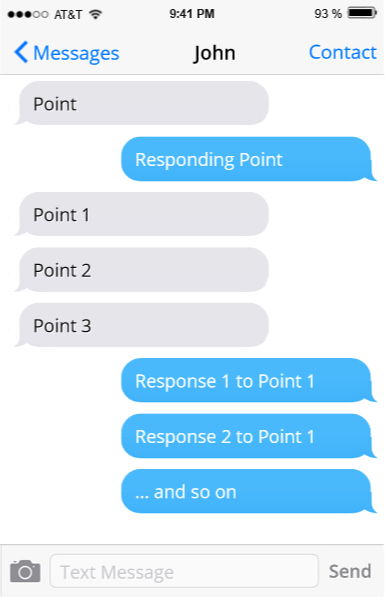 AT&T 9:41 PM 93 %
Messages John Contact
Point
Responding Point
Point 1
Point 2
Point 3
Response 1 to Point 1
Response 2 to Point 1
... and so on
Text Message Send